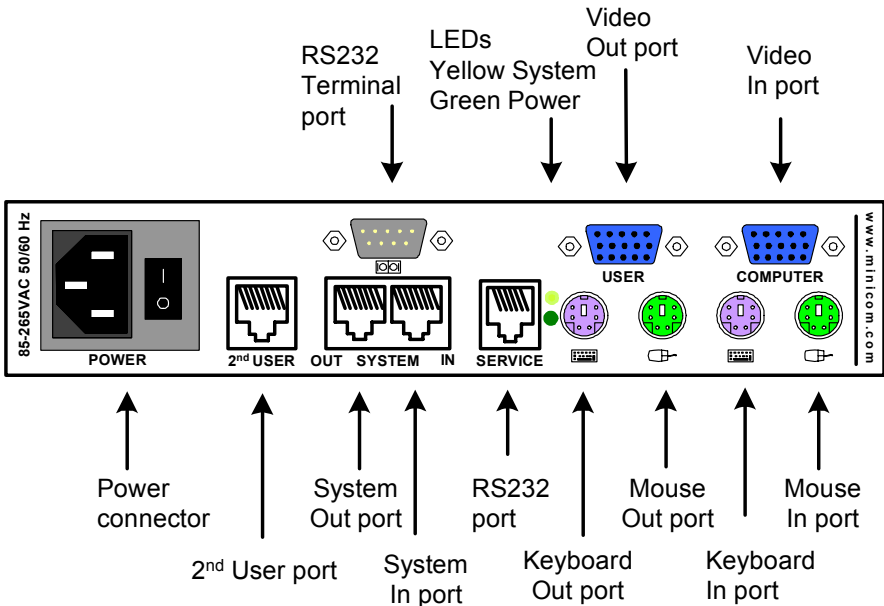 RS232
Terminal
port
LEDs
Yellow System
Green Power
Video
Out port
Video
In port
85-265VAC 50/60 Hz
POWER
2nd USER
OUT SYSTEM IN
SERVICE
USER
COMPUTER
www.minicom.com
Power
connector
2nd User port
System
Out port
System
In port
RS232
port
Keyboard
Out port
Mouse
Out port
Keyboard
In port
Mouse
In port